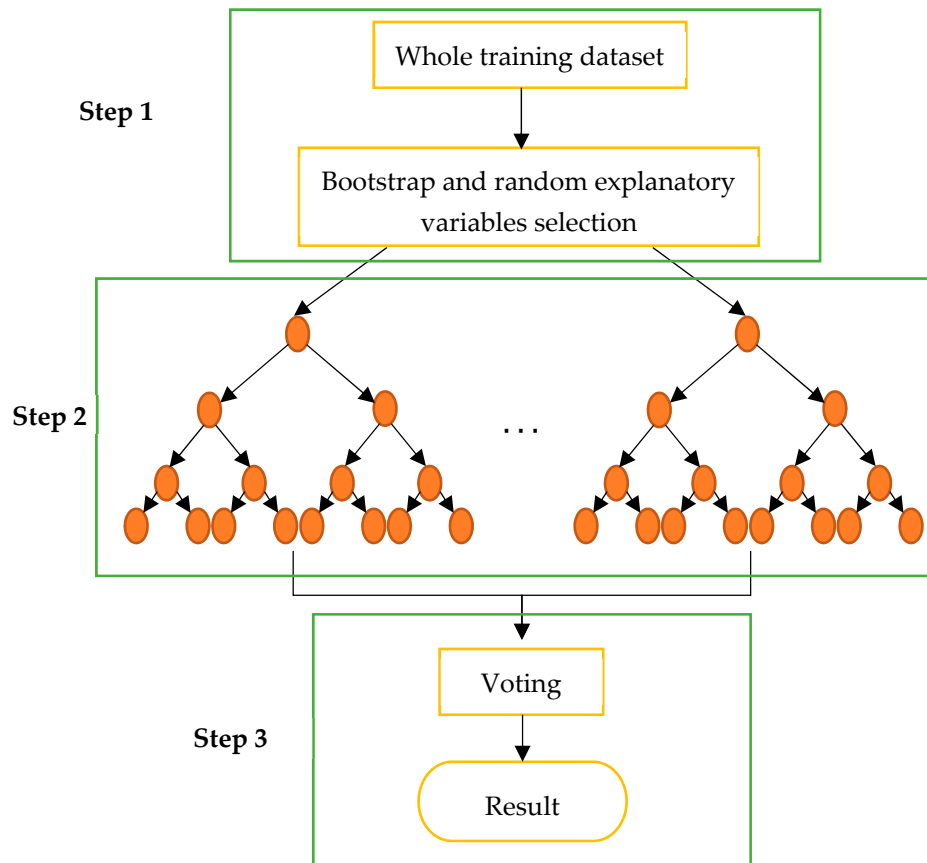 Whole training dataset
Step 1
Bootstrap and random explanatory
variables selection
Step 2
...
Voting
Step 3
Result